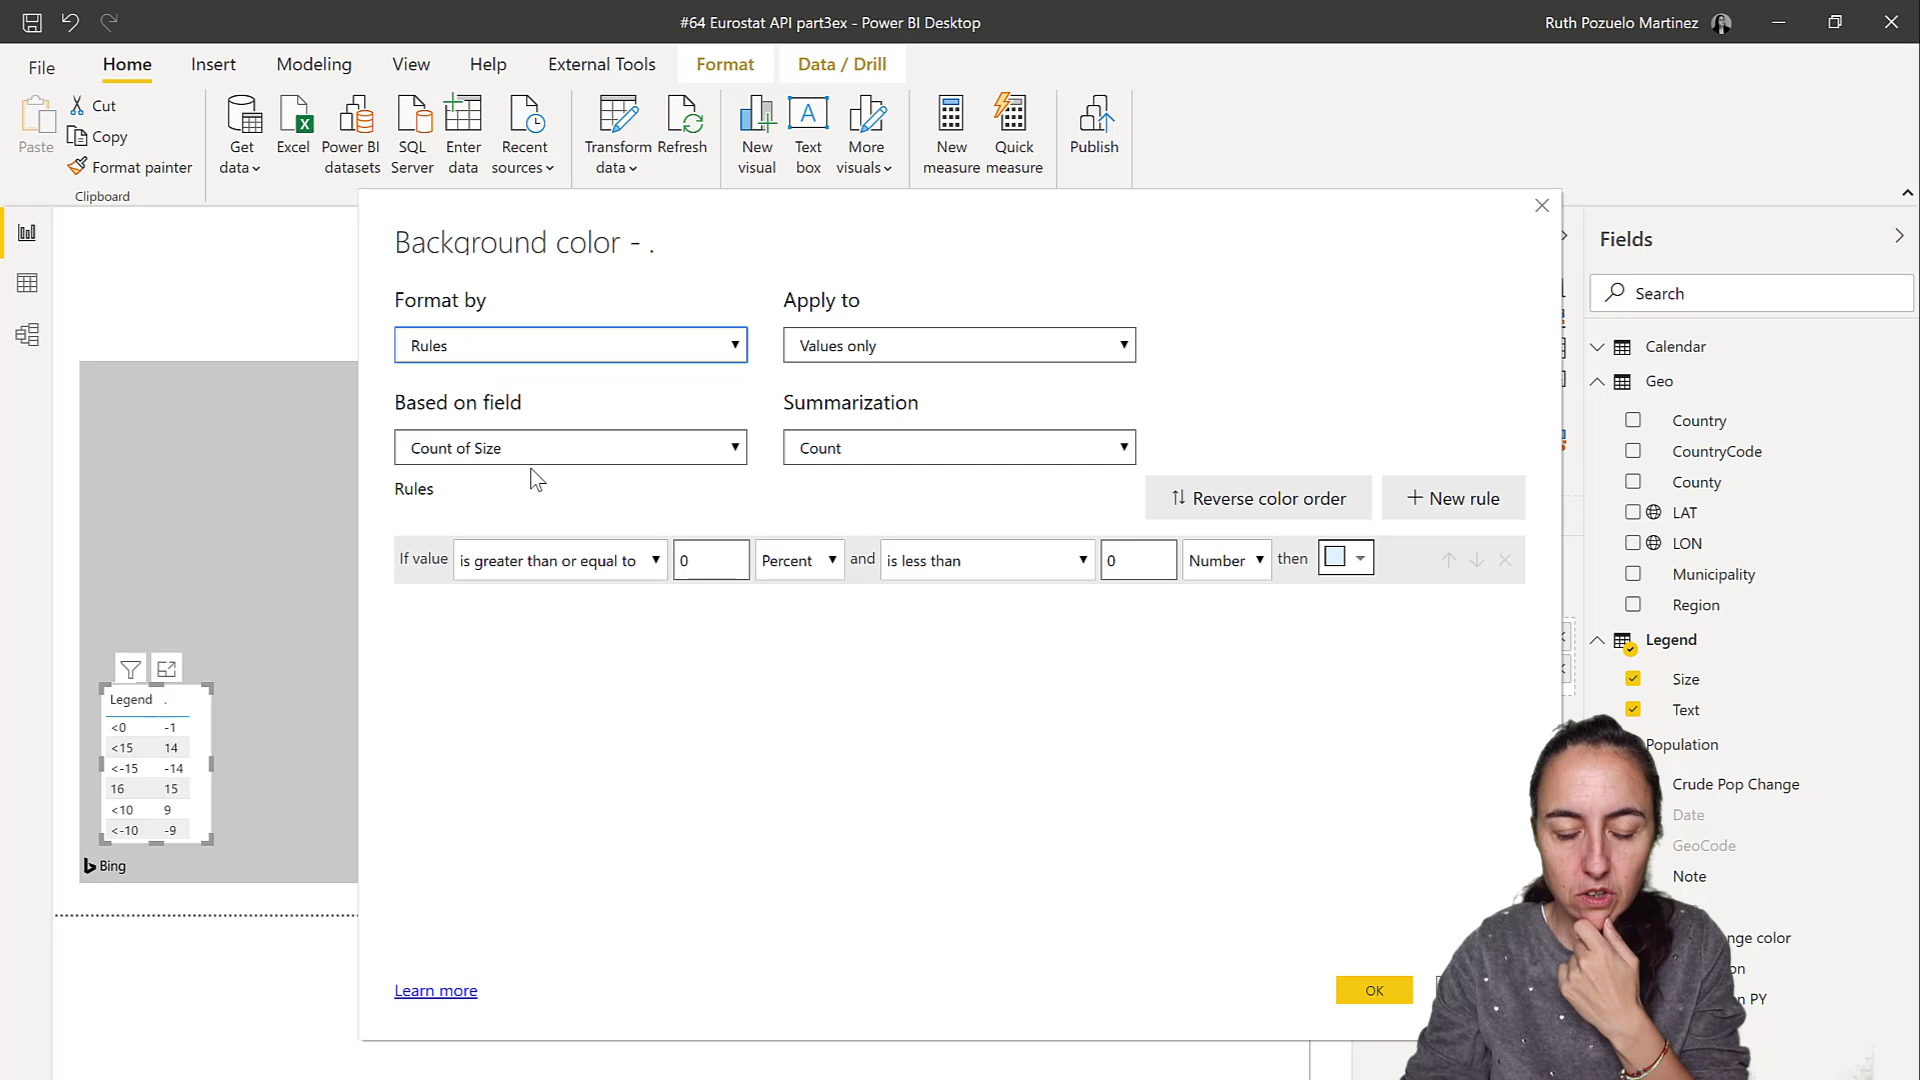 #64 Eurostat API part3ex - Power BI Desktop
Ruth Pozuelo Martinez
File
Home
Insert
Modeling
View
Help
External Tools
Format
Data / Drill
Paste
Cut
Copy
Format painter
Clipboard
Get data
Excel
Power BI datasets
SQL Server
Enter data
Recent sources
Transform data
Refresh
New visual
Text box
More visuals
New measure
Quick measure
Publish
Background color - .
Format by
Apply to
Rules
Values only
Based on field
Summarization
Count of Size
Count
Rules
Reverse color order
New rule
If value
is greater than or equal to
0
Percent
and
is less than
0
Number
then
Learn more
OK
Legend .
<0 -1
<15 14
<-15 -14
16 15
<10 9
<-10 -9
Bing
Fields
Search
Calendar
Geo
Country
CountryCode
County
LAT
LON
Municipality
Region
Legend
Size
Text
Population
Crude Pop Change
Date
GeoCode
Note
nge color
on
n PY